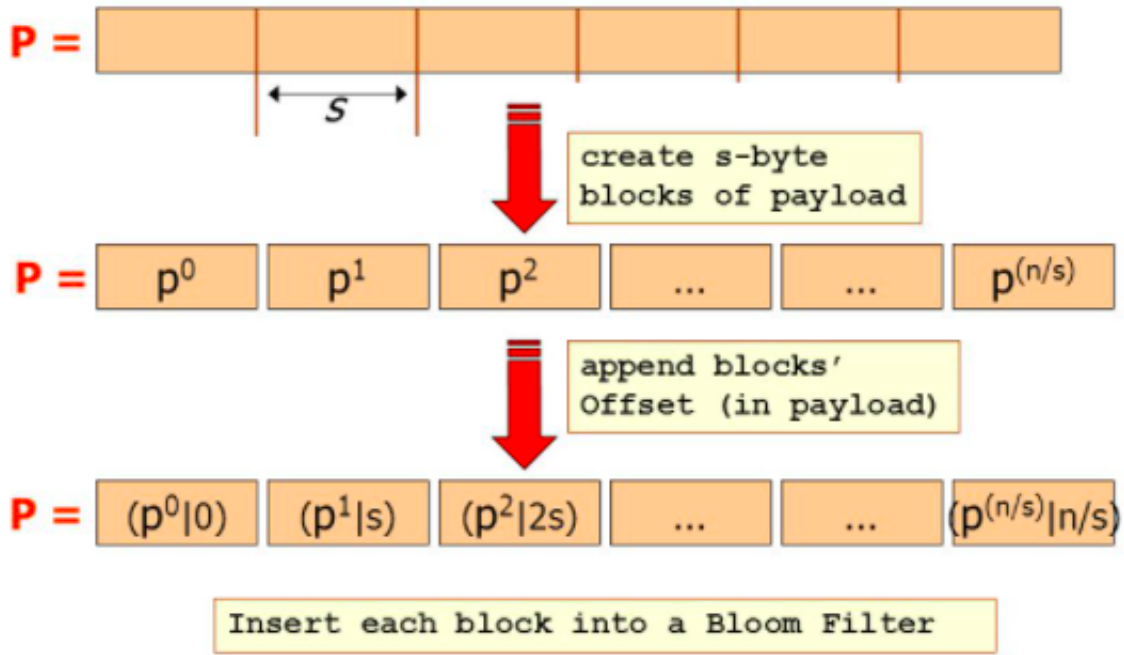 P =
s
create s-byte
blocks of payload
P = p⁰ p¹ p² ... ... p⁽ⁿ/ˢ⁾
append blocks’
Offset (in payload)
P = (p⁰|0) (p¹|s) (p²|2s) ... ... (p⁽ⁿ/ˢ⁾|n/s)
Insert each block into a Bloom Filter